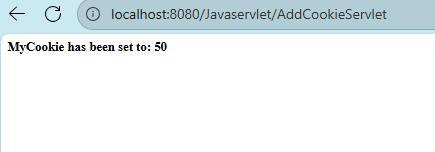 localhost:8080/Javaservlet/AddCookieServlet
MyCookie has been set to: 50